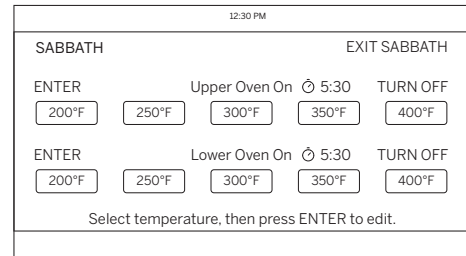 12:30 PM
SABBATH EXIT SABBATH
ENTER Upper Oven On 5:30 TURN OFF
200°F 250°F 300°F 350°F 400°F
ENTER Lower Oven On 5:30 TURN OFF
200°F 250°F 300°F 350°F 400°F
Select temperature, then press ENTER to edit.